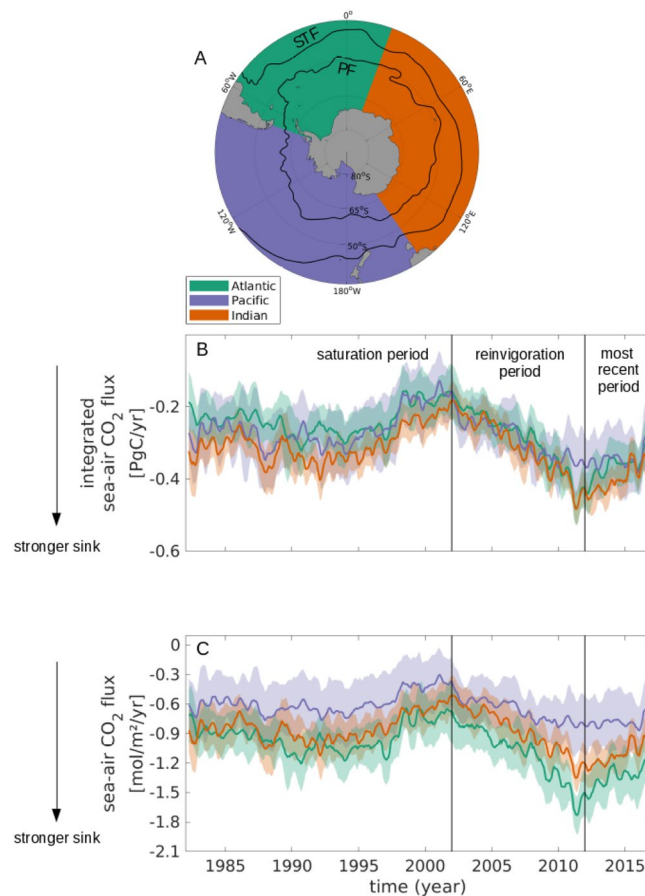 0°
A
STF
PF
60°W
60°E
80°S
65°S
50°S
120°W
120°E
180°W
Atlantic
Pacific
Indian
B
saturation period
reinvigoration
period
most
recent
period
integrated
sea-air CO2 flux
[PgC/yr]
-0.2
-0.4
-0.6
stronger sink
C
sea-air CO2 flux
[mol/m²/yr]
0
-0.3
-0.6
-0.9
-1.2
-1.5
-1.8
-2.1
stronger sink
1985 1990 1995 2000 2005 2010 2015
time (year)